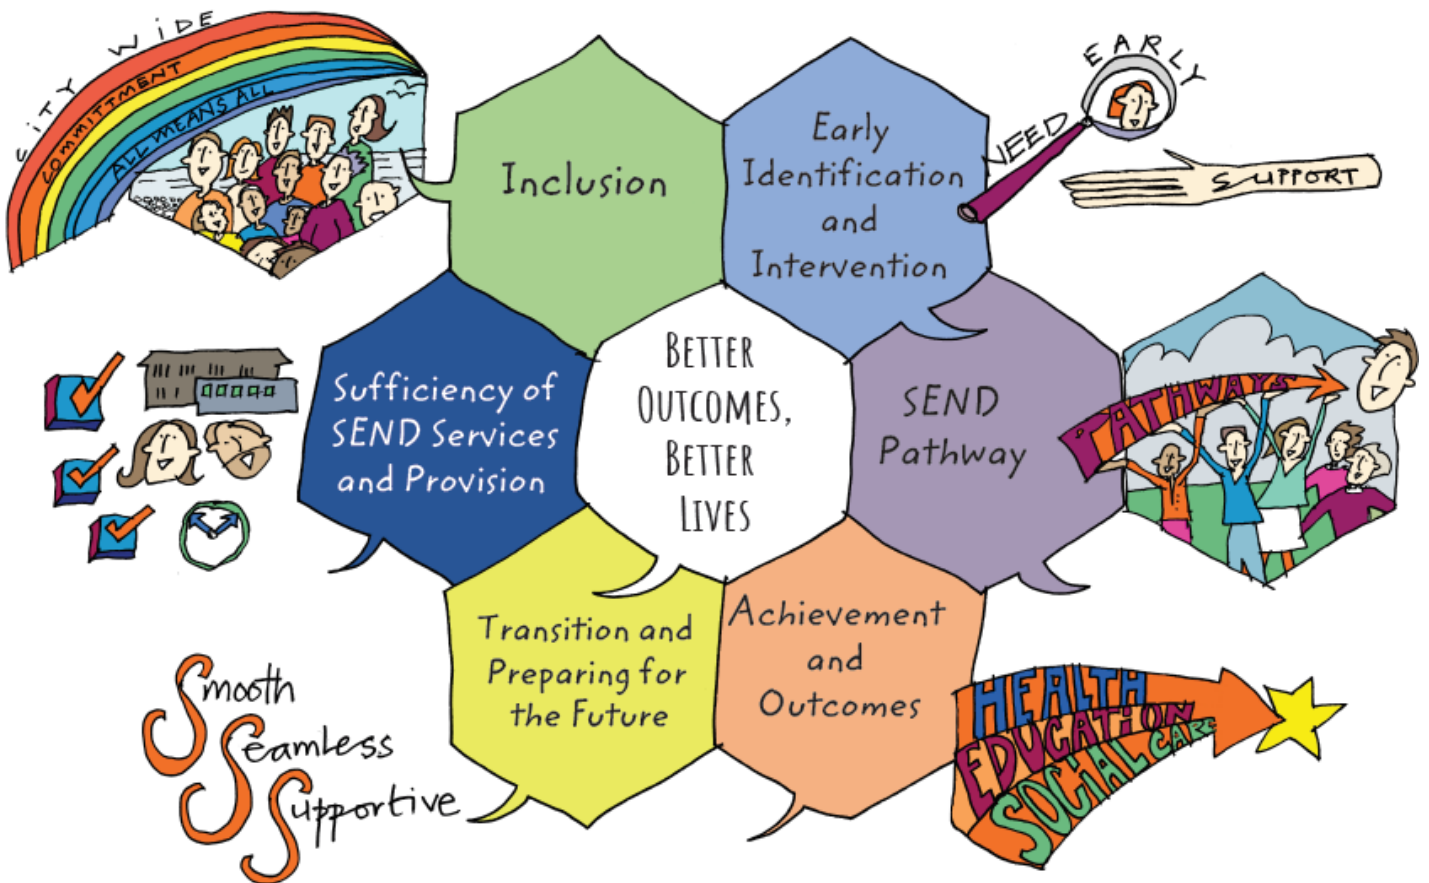 CITY WIDE
COMMITTMENT
ALL MEANS ALL
Inclusion
Early
Identification
and
Intervention
EARLY
NEED
SUPPORT
Sufficiency of
SEND Services
and Provision
BETTER
OUTCOMES,
BETTER
LIVES
SEND
Pathway
PATHWAYS
Transition and
Preparing for
the Future
Achievement
and
Outcomes
Smooth
Seamless
Supportive
HEALTH
EDUCATION
SOCIAL CARE